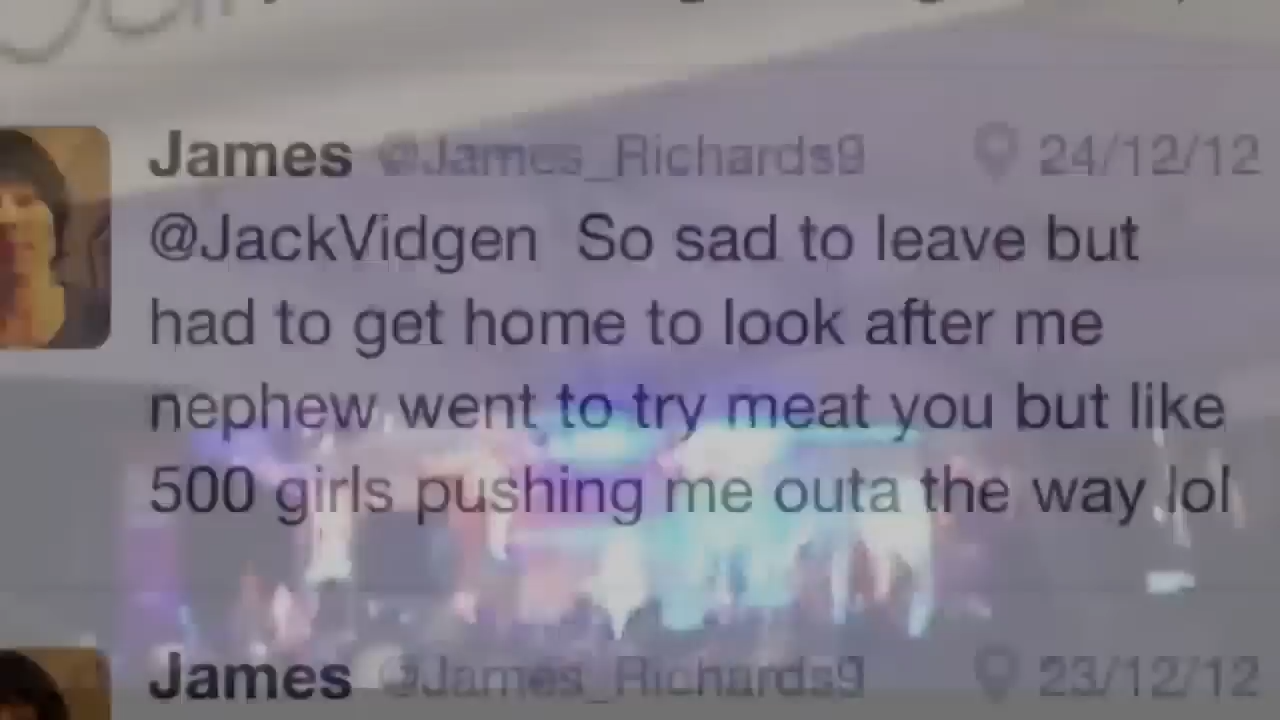 James @James_Richards9 24/12/12
@JackVidgen So sad to leave but
had to get home to look after me
nephew went to try meat you but like
500 girls pushing me outa the way lol
James @James_Richards9 23/12/12